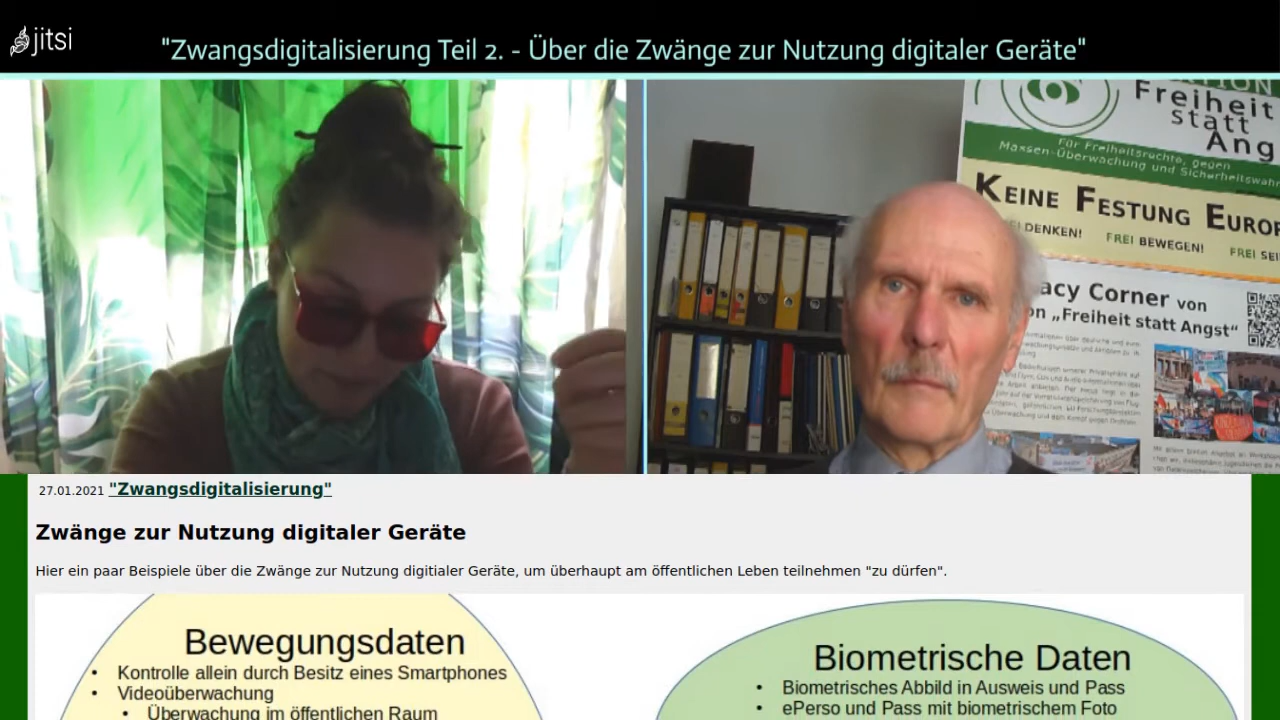 jitsi
"Zwangsdigitalisierung Teil 2. - Über die Zwänge zur Nutzung digitaler Geräte"
Freiheit
statt
Ang
Für Freiheitsrechte, gegen
Massen-Überwachung und Sicherheitswahn
KEINE FESTUNG EUROP
DENKEN! FREI BEWEGEN! FREI SEI
acy Corner von
on „Freiheit statt Angst“
27.01.2021 "Zwangsdigitalisierung"
Zwänge zur Nutzung digitaler Geräte
Hier ein paar Beispiele über die Zwänge zur Nutzung digitialer Geräte, um überhaupt am öffentlichen Leben teilnehmen "zu dürfen".
Bewegungsdaten
• Kontrolle allein durch Besitz eines Smartphones
• Videoüberwachung
• Überwachung im öffentlichen Raum
Biometrische Daten
• Biometrisches Abbild in Ausweis und Pass
• ePerso und Pass mit biometrischem Foto